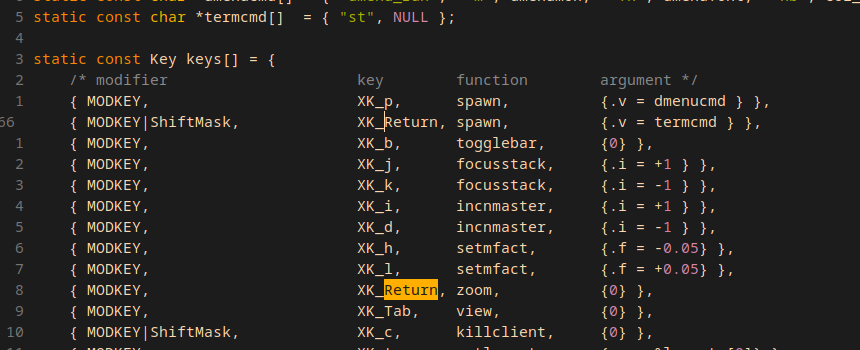 5 static const char *termcmd[]  = { "st", NULL };
4
3 static const Key keys[] = {
2     /* modifier                     key        function        argument */
1     { MODKEY,                       XK_p,      spawn,          {.v = dmenucmd } },
66     { MODKEY|ShiftMask,             XK_Return, spawn,          {.v = termcmd } },
1     { MODKEY,                       XK_b,      togglebar,      {0} },
2     { MODKEY,                       XK_j,      focusstack,     {.i = +1 } },
3     { MODKEY,                       XK_k,      focusstack,     {.i = -1 } },
4     { MODKEY,                       XK_i,      incnmaster,     {.i = +1 } },
5     { MODKEY,                       XK_d,      incnmaster,     {.i = -1 } },
6     { MODKEY,                       XK_h,      setmfact,       {.f = -0.05} },
7     { MODKEY,                       XK_l,      setmfact,       {.f = +0.05} },
8     { MODKEY,                       XK_Return, zoom,           {0} },
9     { MODKEY,                       XK_Tab,    view,           {0} },
10     { MODKEY|ShiftMask,             XK_c,      killclient,     {0} },